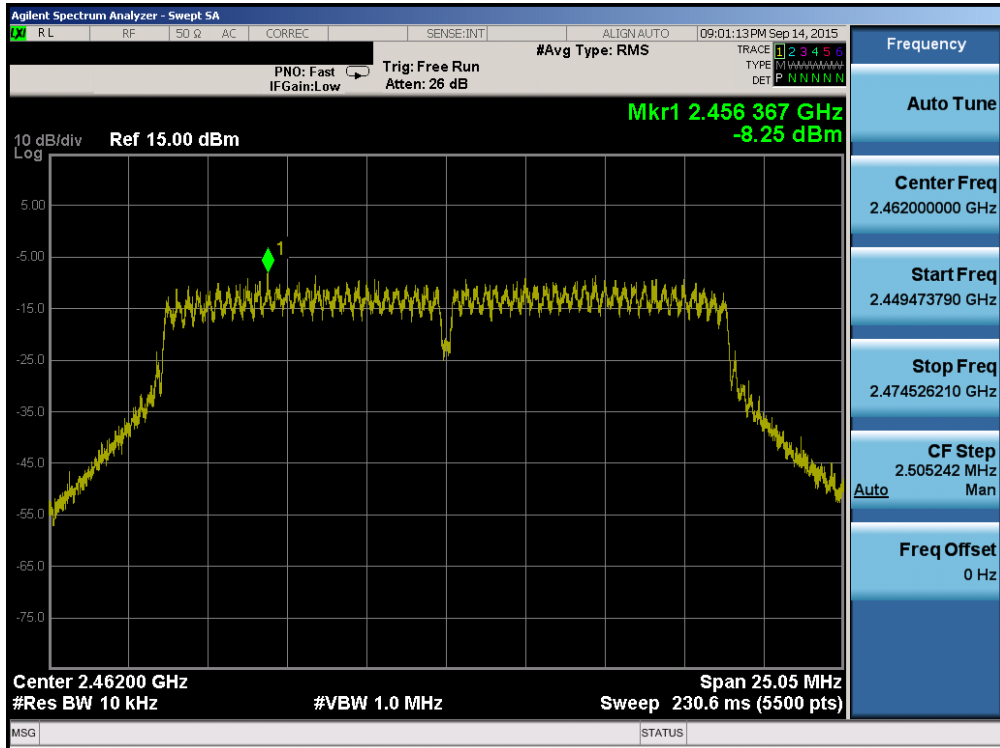 Agilent Spectrum Analyzer - Swept SA
LXI RL RF 50 Ω AC CORREC SENSE:INT ALIGN AUTO 09:01:13 PM Sep 14, 2015
#Avg Type: RMS TRACE 1 2 3 4 5 6
PNO: Fast Trig: Free Run TYPE M
IFGain:Low Atten: 26 dB DET P N N N N N
Mkr1 2.456 367 GHz
-8.25 dBm
10 dB/div Ref 15.00 dBm
Log
5.00
1
-5.00
-15.0
-25.0
-35.0
-45.0
-55.0
-65.0
-75.0
Center 2.46200 GHz Span 25.05 MHz
#Res BW 10 kHz #VBW 1.0 MHz Sweep 230.6 ms (5500 pts)
MSG STATUS
Frequency
Auto Tune
Center Freq
2.462000000 GHz
Start Freq
2.449473790 GHz
Stop Freq
2.474526210 GHz
CF Step
2.505242 MHz
Auto Man
Freq Offset
0 Hz